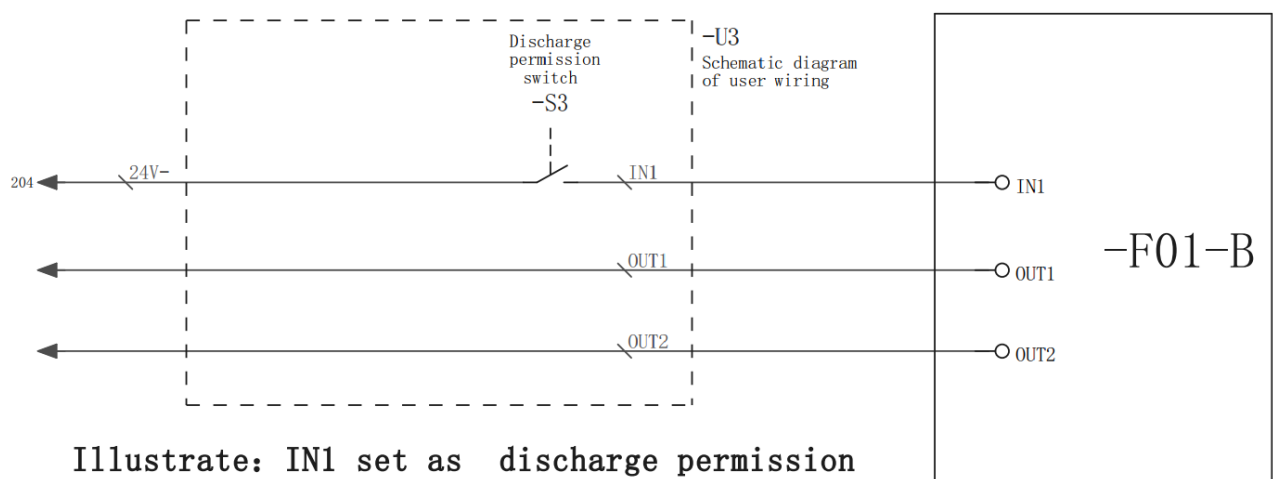 Discharge
permission
switch
-S3
-U3
Schematic diagram
of user wiring
204
24V-
IN1
IN1
-F01-B
OUT1
OUT1
OUT2
OUT2
Illustrate: IN1 set as discharge permission